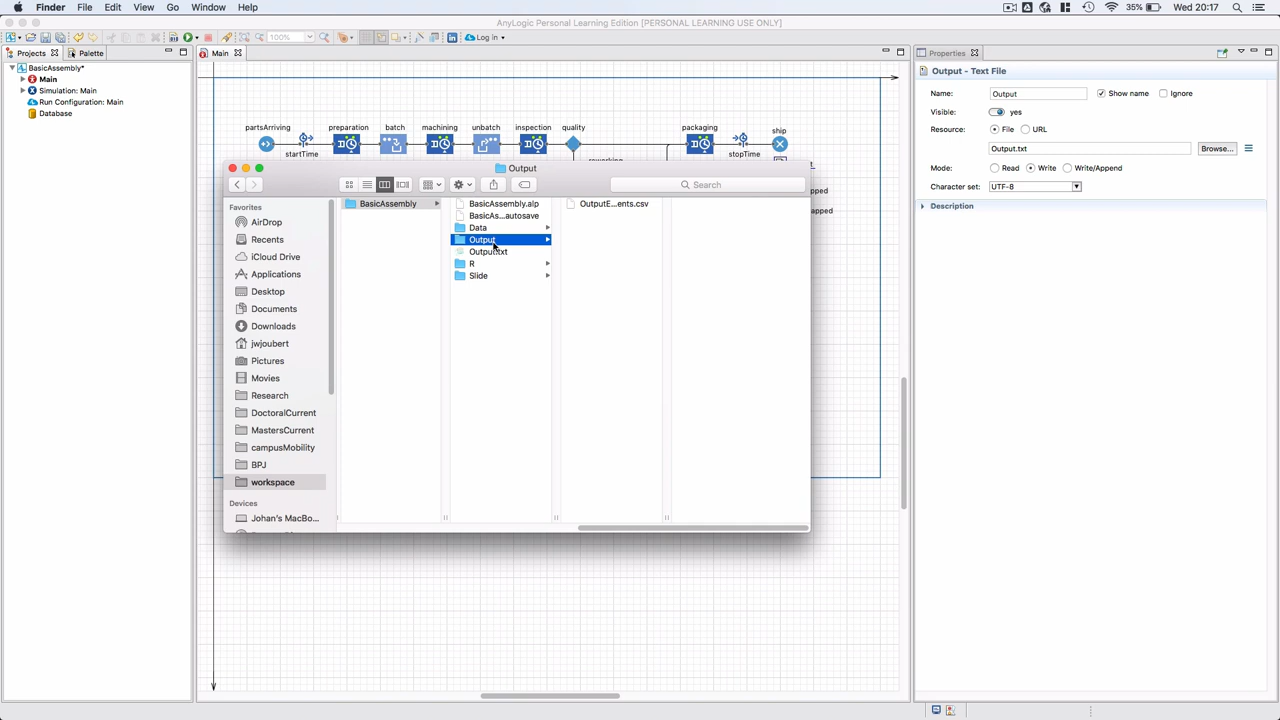 Finder File Edit View Go Window Help
35% Wed 20:17
AnyLogic Personal Learning Edition [PERSONAL LEARNING USE ONLY]
100%
Log in
Projects
Palette
Main
Properties
BasicAssembly*
Main
Simulation: Main
Run Configuration: Main
Database
partsArriving
startTime
preparation
batch
machining
unbatch
inspection
quality
reworking
packaging
stopTime
ship
Output
Search
Favorites
AirDrop
Recents
iCloud Drive
Applications
Desktop
Documents
Downloads
jwjoubert
Pictures
Movies
Research
DoctoralCurrent
MastersCurrent
campusMobility
BPJ
workspace
Devices
Johan's MacBo...
BasicAssembly
BasicAssembly.alp
BasicAs...autosave
Data
Output
Output.txt
R
Slide
OutputE...ents.csv
Output - Text File
Name: Output Show name Ignore
Visible: yes
Resource: File URL
Output.txt Browse...
Mode: Read Write Write/Append
Character set: UTF-8
Description